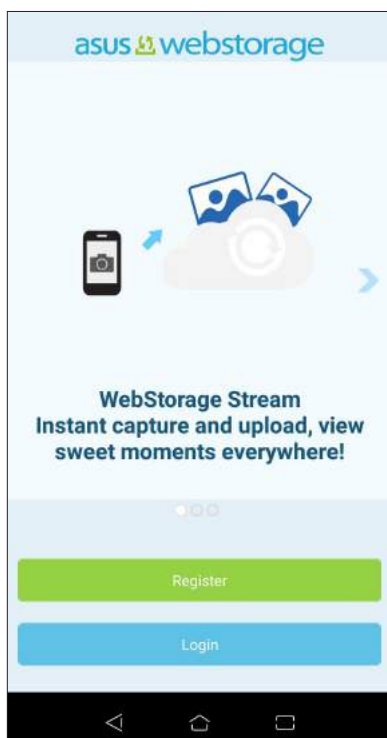 asus webstorage
WebStorage Stream
Instant capture and upload, view
sweet moments everywhere!
Register
Login